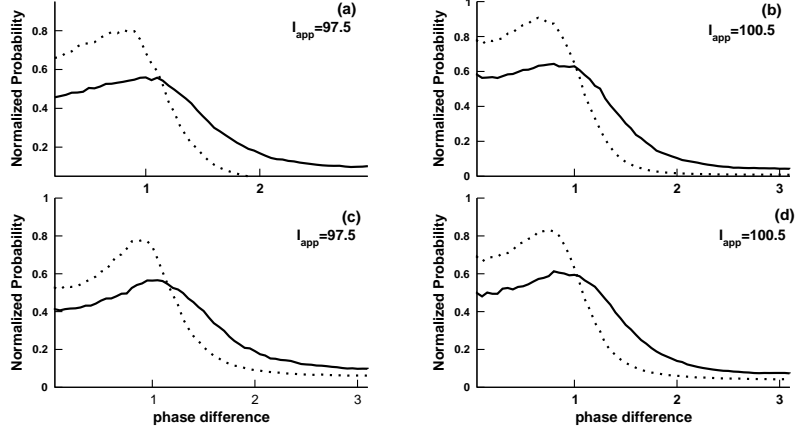 (a)
I_app=97.5
Normalized Probability
0.8
0.6
0.4
0.2
1
2
(b)
I_app=100.5
Normalized Probability
1
0.8
0.6
0.4
0.2
0
1
2
3
(c)
I_app=97.5
Normalized Probability
1
0.8
0.6
0.4
0.2
0
1
2
3
phase difference
(d)
I_app=100.5
Normalized Probability
1
0.8
0.6
0.4
0.2
0
1
2
3
phase difference